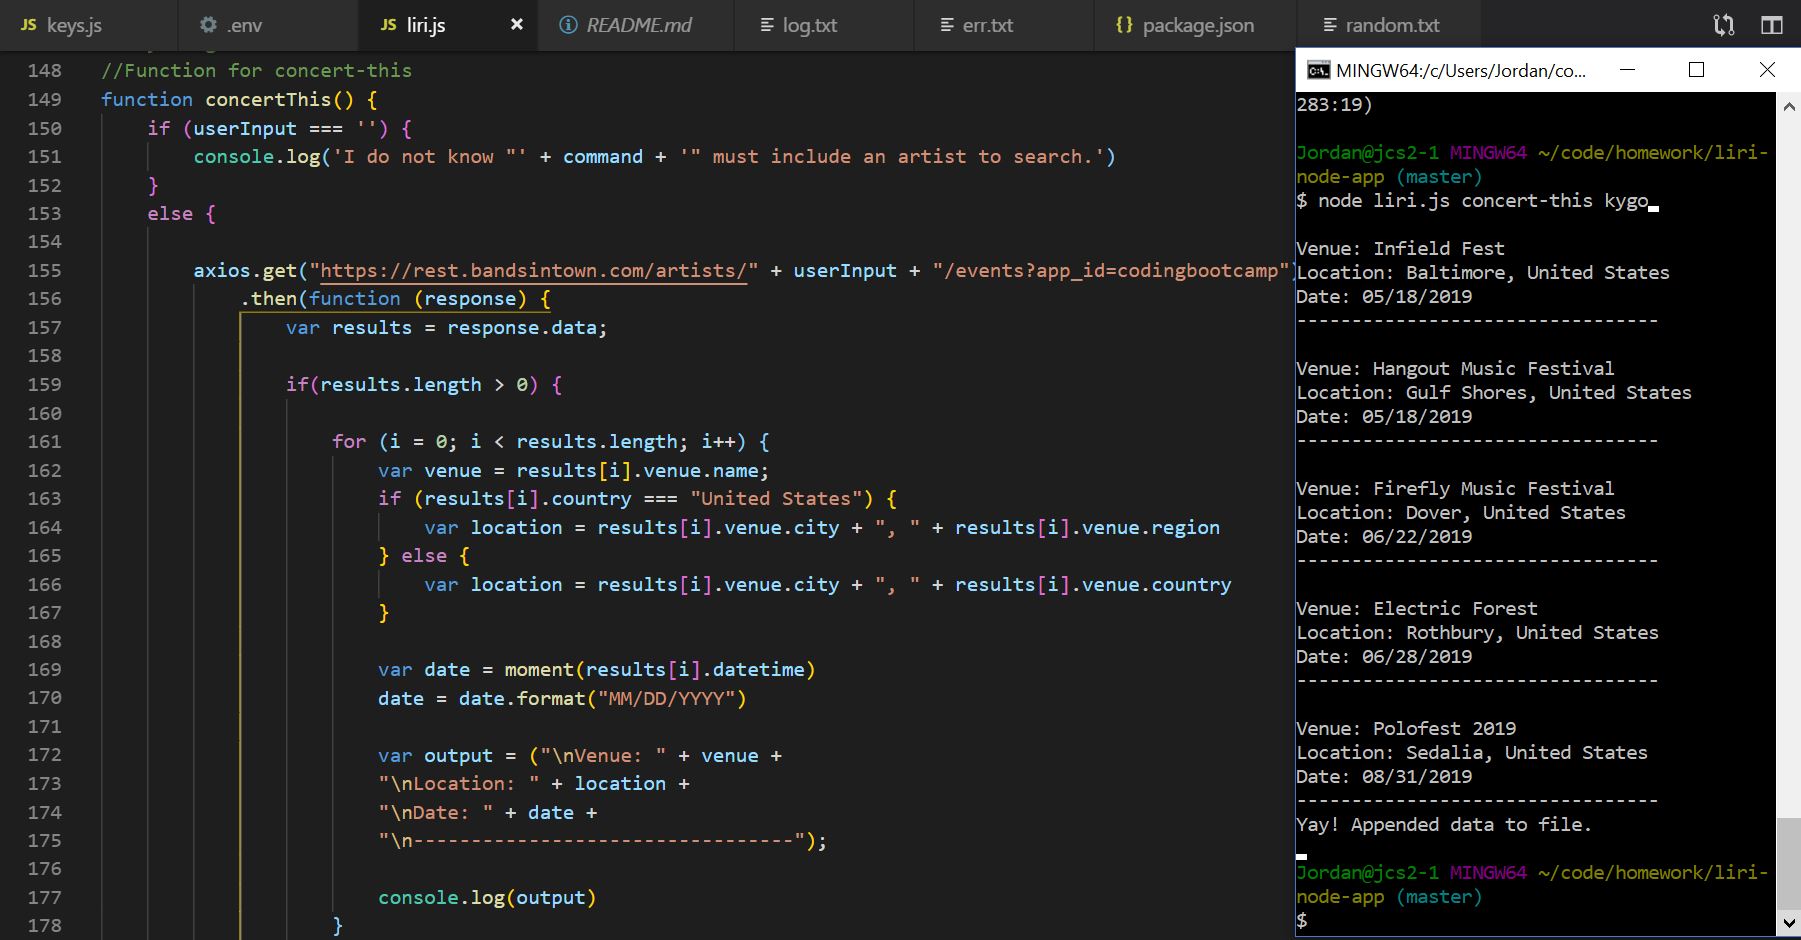 keys.js .env liri.js README.md log.txt err.txt package.json random.txt
148 //Function for concert-this
149 function concertThis() {
150 if (userInput === '') {
151 console.log('I do not know "' + command + '" must include an artist to search.')
152 }
153 else {
154
155 axios.get("https://rest.bandsintown.com/artists/" + userInput + "/events?app_id=codingbootcamp")
156 .then(function (response) {
157 var results = response.data;
158
159 if(results.length > 0) {
160
161 for (i = 0; i < results.length; i++) {
162 var venue = results[i].venue.name;
163 if (results[i].country === "United States") {
164 var location = results[i].venue.city + ", " + results[i].venue.region
165 } else {
166 var location = results[i].venue.city + ", " + results[i].venue.country
167 }
168
169 var date = moment(results[i].datetime)
170 date = date.format("MM/DD/YYYY")
171
172 var output = ("\nVenue: " + venue +
173 "\nLocation: " + location +
174 "\nDate: " + date +
175 "\n---------------------------------");
176
177 console.log(output)
178 }
MINGW64:/c/Users/Jordan/co...
283:19)
Jordan@jcs2-1 MINGW64 ~/code/homework/liri-
node-app (master)
$ node liri.js concert-this kygo
Venue: Infield Fest
Location: Baltimore, United States
Date: 05/18/2019
---------------------------------
Venue: Hangout Music Festival
Location: Gulf Shores, United States
Date: 05/18/2019
---------------------------------
Venue: Firefly Music Festival
Location: Dover, United States
Date: 06/22/2019
---------------------------------
Venue: Electric Forest
Location: Rothbury, United States
Date: 06/28/2019
---------------------------------
Venue: Polofest 2019
Location: Sedalia, United States
Date: 08/31/2019
---------------------------------
Yay! Appended data to file.
Jordan@jcs2-1 MINGW64 ~/code/homework/liri-
node-app (master)
$